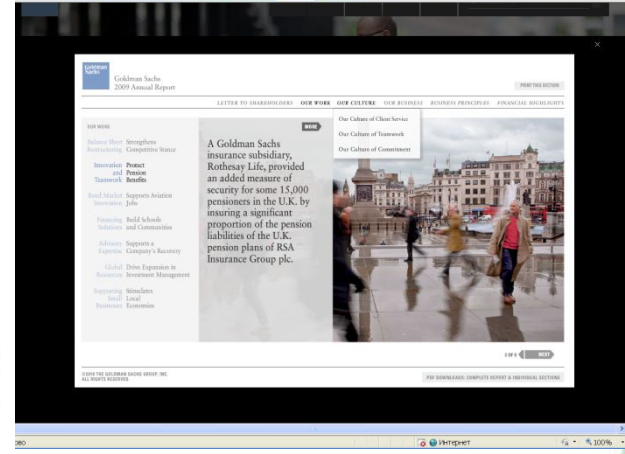 Goldman
Sachs
Goldman Sachs
2009 Annual Report
PRINT THIS SECTION
LETTER TO SHAREHOLDERS OUR WORK OUR CULTURE OUR BUSINESS BUSINESS PRINCIPLES FINANCIAL HIGHLIGHTS
Our Culture of Client Service
Our Culture of Teamwork
Our Culture of Commitment
OUR WORK
Balance Sheet Strengthens
Restructuring Competitive Stance
Innovation Protect
and Pension
Teamwork Benefits
Bond Market Supports Aviation
Innovation Jobs
Financing Build Schools
Solutions and Communities
Advisory Supports a
Expertise Company's Recovery
Global Drive Expansion in
Resources Investment Management
Supporting Stimulates
Small Local
Businesses Economies
MORE
A Goldman Sachs
insurance subsidiary,
Rothesay Life, provided
an added measure of
security for some 15,000
pensioners in the U.K. by
insuring a significant
proportion of the pension
liabilities of the U.K.
pension plans of RSA
Insurance Group plc.
2 OF 8 NEXT
©2010 THE GOLDMAN SACHS GROUP, INC.
ALL RIGHTS RESERVED.
PDF DOWNLOADS: COMPLETE REPORT & INDIVIDUAL SECTIONS
Интернет
100%